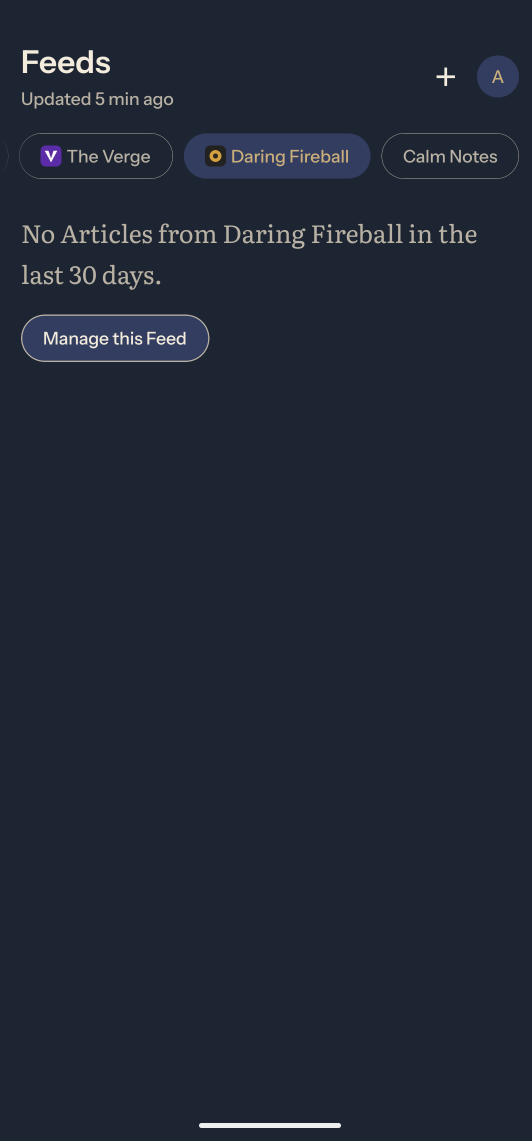 Feeds
Updated 5 min ago
A
The Verge
Daring Fireball
Calm Notes
No Articles from Daring Fireball in the
last 30 days.
Manage this Feed